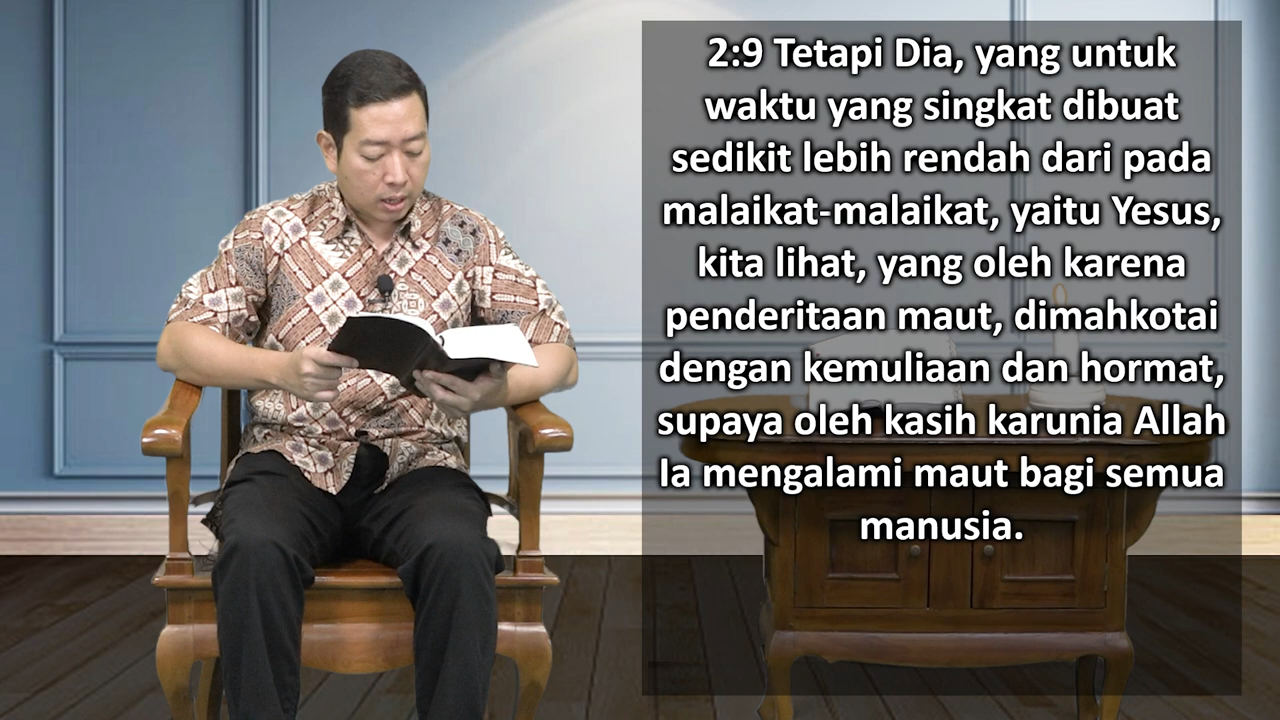 2:9 Tetapi Dia, yang untuk
waktu yang singkat dibuat
sedikit lebih rendah dari pada
malaikat-malaikat, yaitu Yesus,
kita lihat, yang oleh karena
penderitaan maut, dimahkotai
dengan kemuliaan dan hormat,
supaya oleh kasih karunia Allah
Ia mengalami maut bagi semua
manusia.